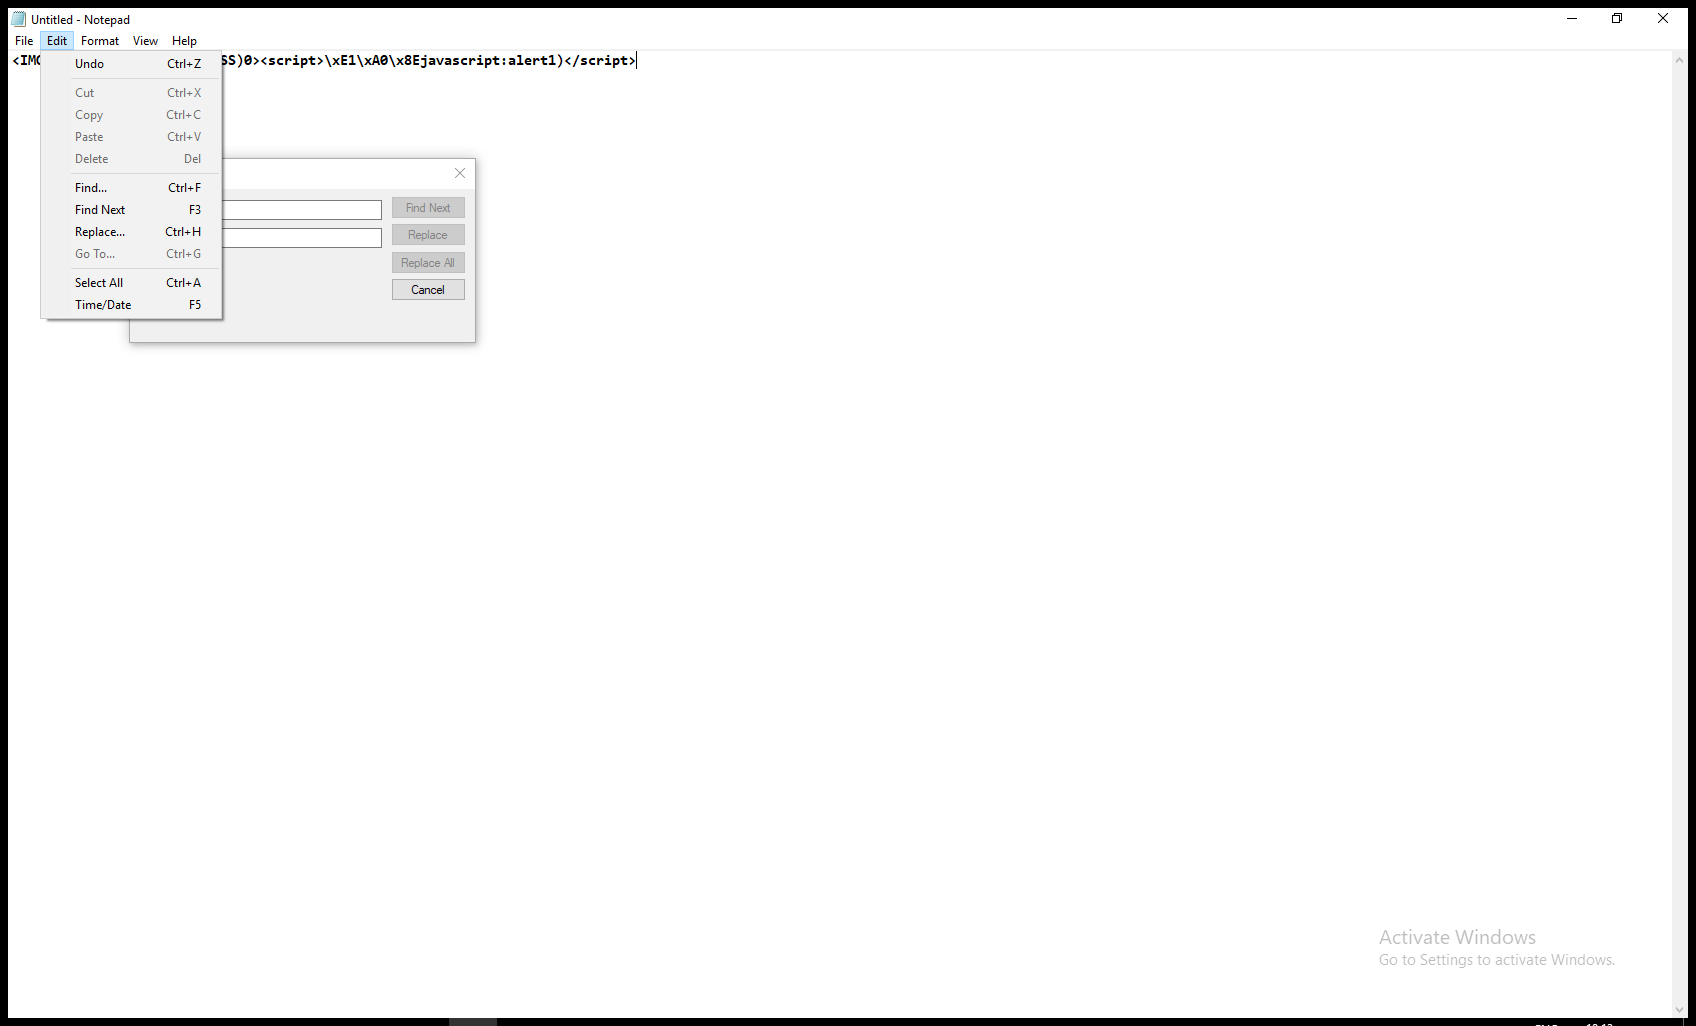 Untitled - Notepad
File Edit Format View Help
<IM SS)0><script>\xE1\xA0\x8Ejavascript:alert1)</script>
Undo Ctrl+Z
Cut Ctrl+X
Copy Ctrl+C
Paste Ctrl+V
Delete Del
Find... Ctrl+F
Find Next F3
Replace... Ctrl+H
Go To... Ctrl+G
Select All Ctrl+A
Time/Date F5
Find Next
Replace
Replace All
Cancel
Activate Windows
Go to Settings to activate Windows.